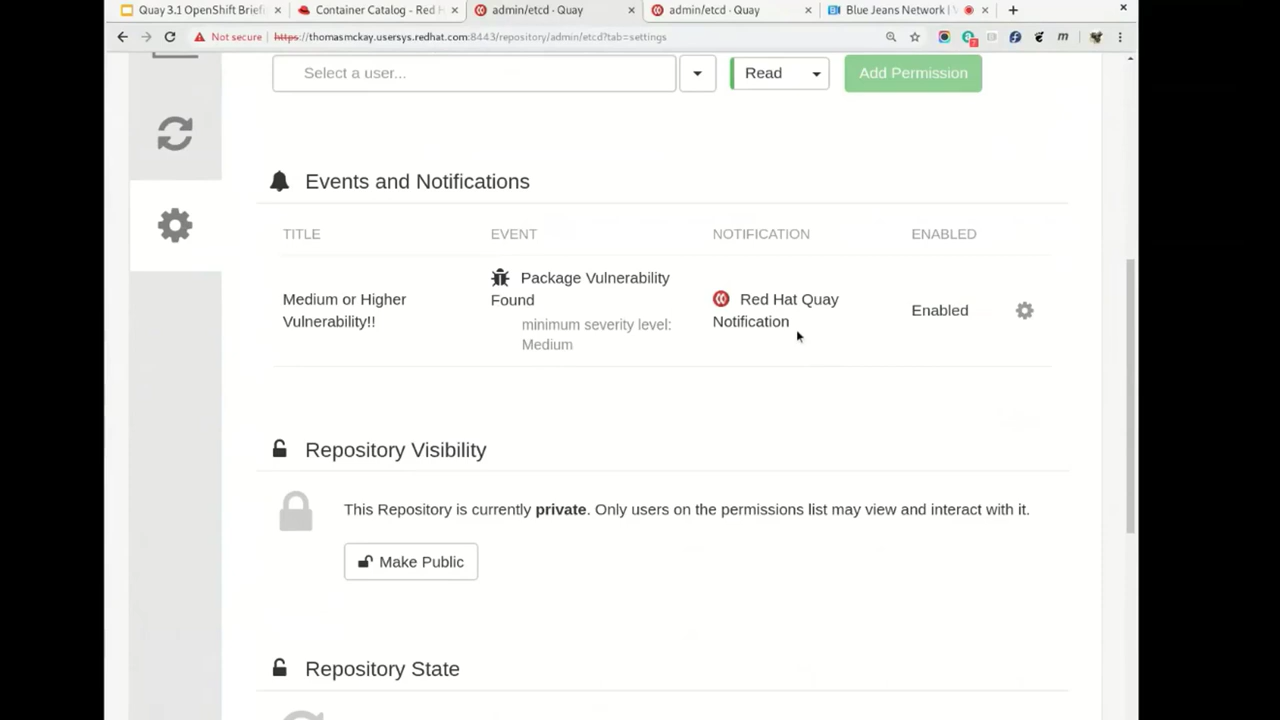 Quay 3.1 OpenShift Brief
Container Catalog - Red H
admin/etcd · Quay
admin/etcd · Quay
Blue Jeans Network |
Not secure
https://thomasmckay.usersys.redhat.com:8443/repository/admin/etcd?tab=settings
Select a user...
Read
Add Permission
Events and Notifications
TITLE
EVENT
NOTIFICATION
ENABLED
Medium or Higher
Vulnerability!!
Package Vulnerability
Found
minimum severity level:
Medium
Red Hat Quay
Notification
Enabled
Repository Visibility
This Repository is currently private. Only users on the permissions list may view and interact with it.
Make Public
Repository State